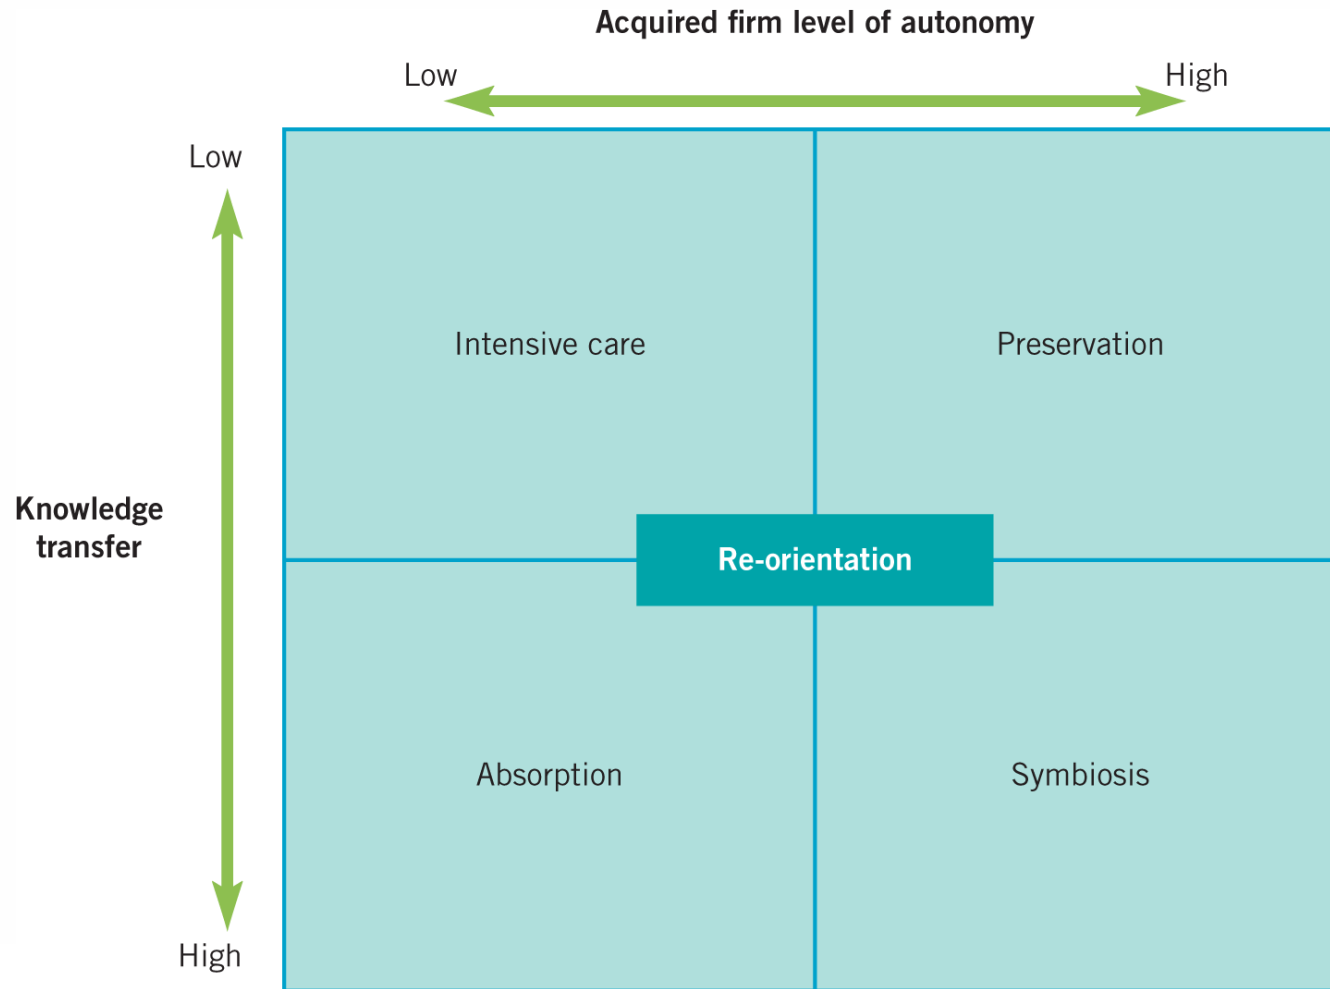 Acquired firm level of autonomy
Low
High
Low
Intensive care
Preservation
Knowledge
transfer
Re-orientation
Absorption
Symbiosis
High